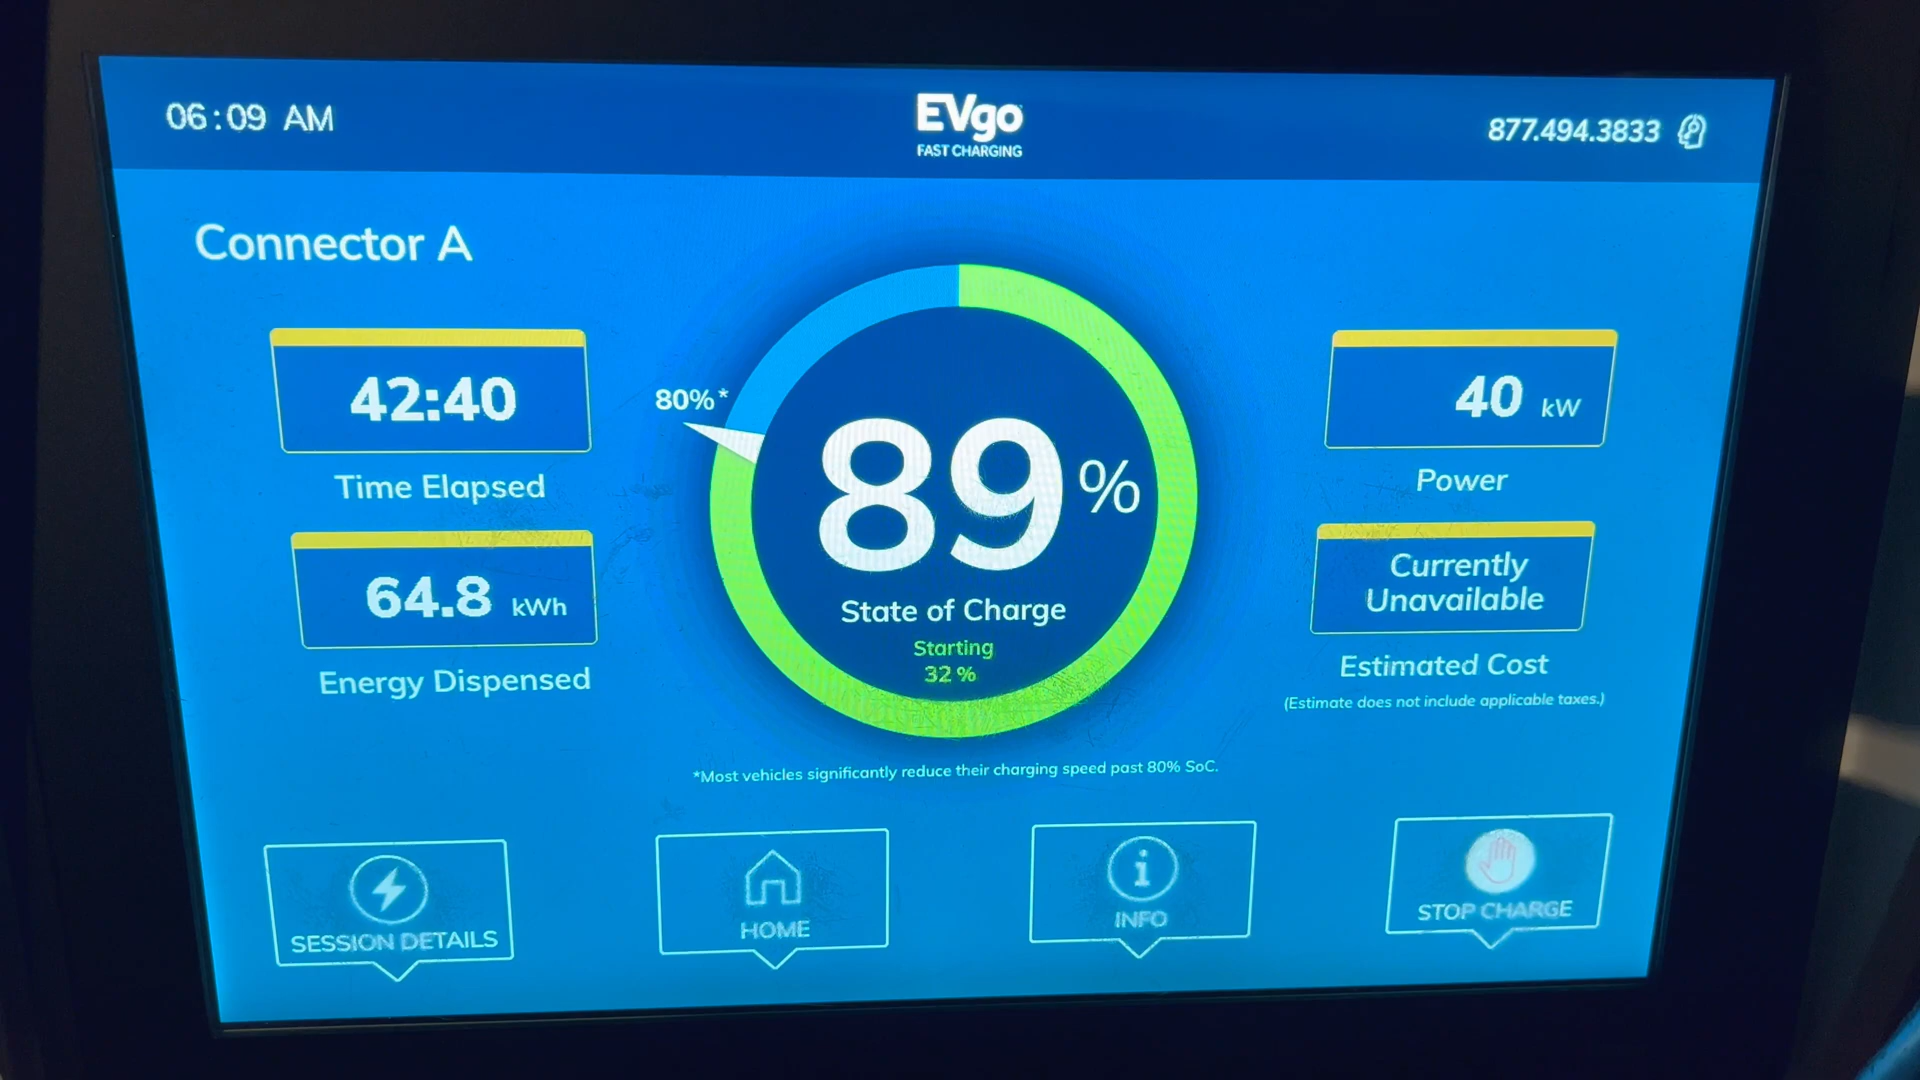 06:09 AM
EVgo
FAST CHARGING
877.494.3833
Connector A
42:40
Time Elapsed
64.8 kWh
Energy Dispensed
80%*
89%
State of Charge
Starting
32 %
40 kW
Power
Currently
Unavailable
Estimated Cost
(Estimate does not include applicable taxes.)
*Most vehicles significantly reduce their charging speed past 80% SoC.
SESSION DETAILS
HOME
INFO
STOP CHARGE